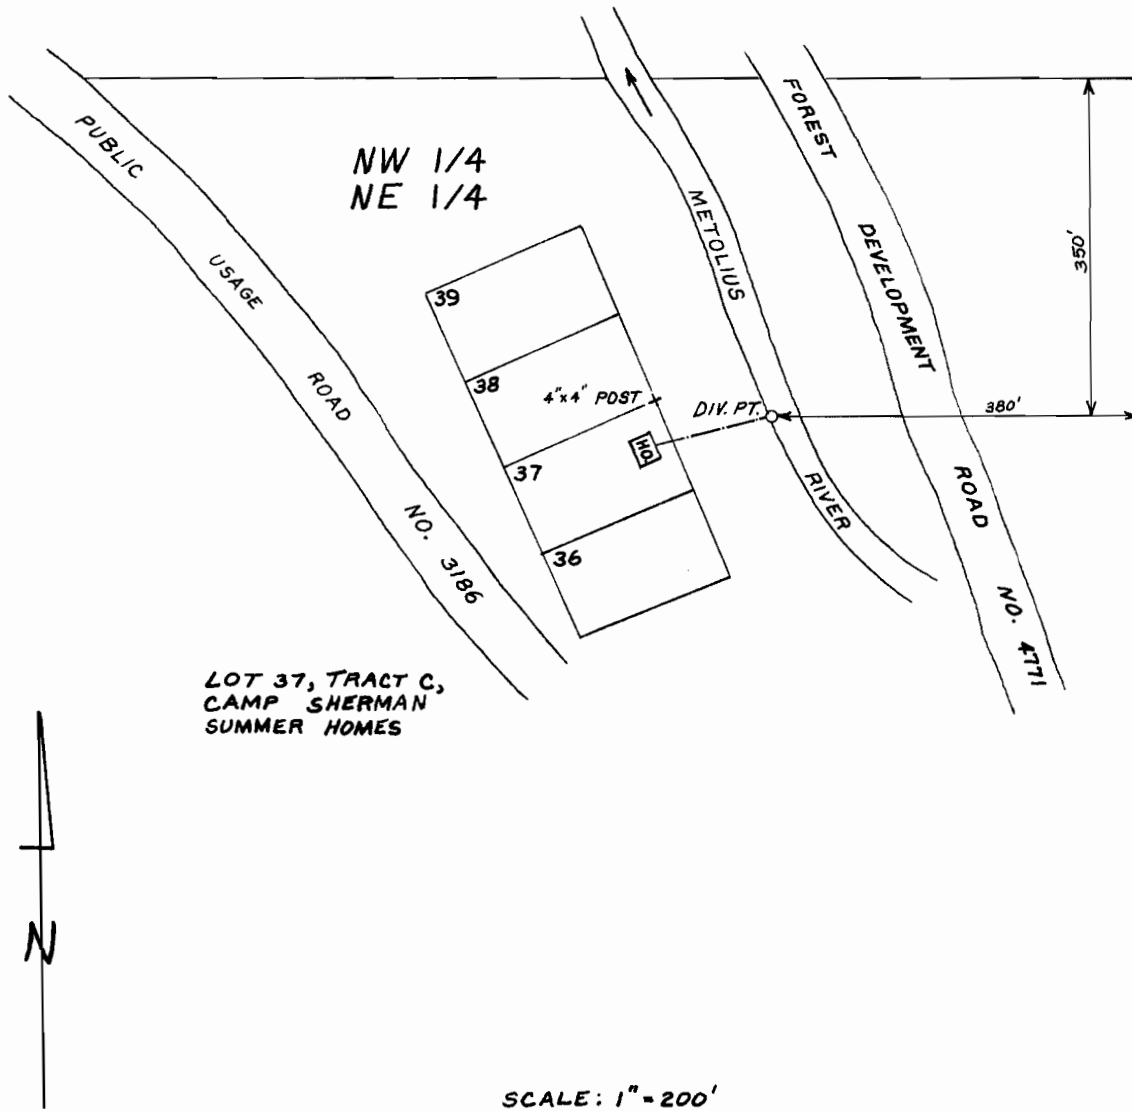 NW 1/4
NE 1/4
PUBLIC USAGE ROAD NO. 3186
METOLIUS RIVER
FOREST DEVELOPMENT ROAD NO. 4771
350'
380'
39
38
4"x4" POST
DIV. PT.
HO.
37
36
LOT 37, TRACT C,
CAMP SHERMAN
SUMMER HOMES
N
SCALE: 1" = 200'